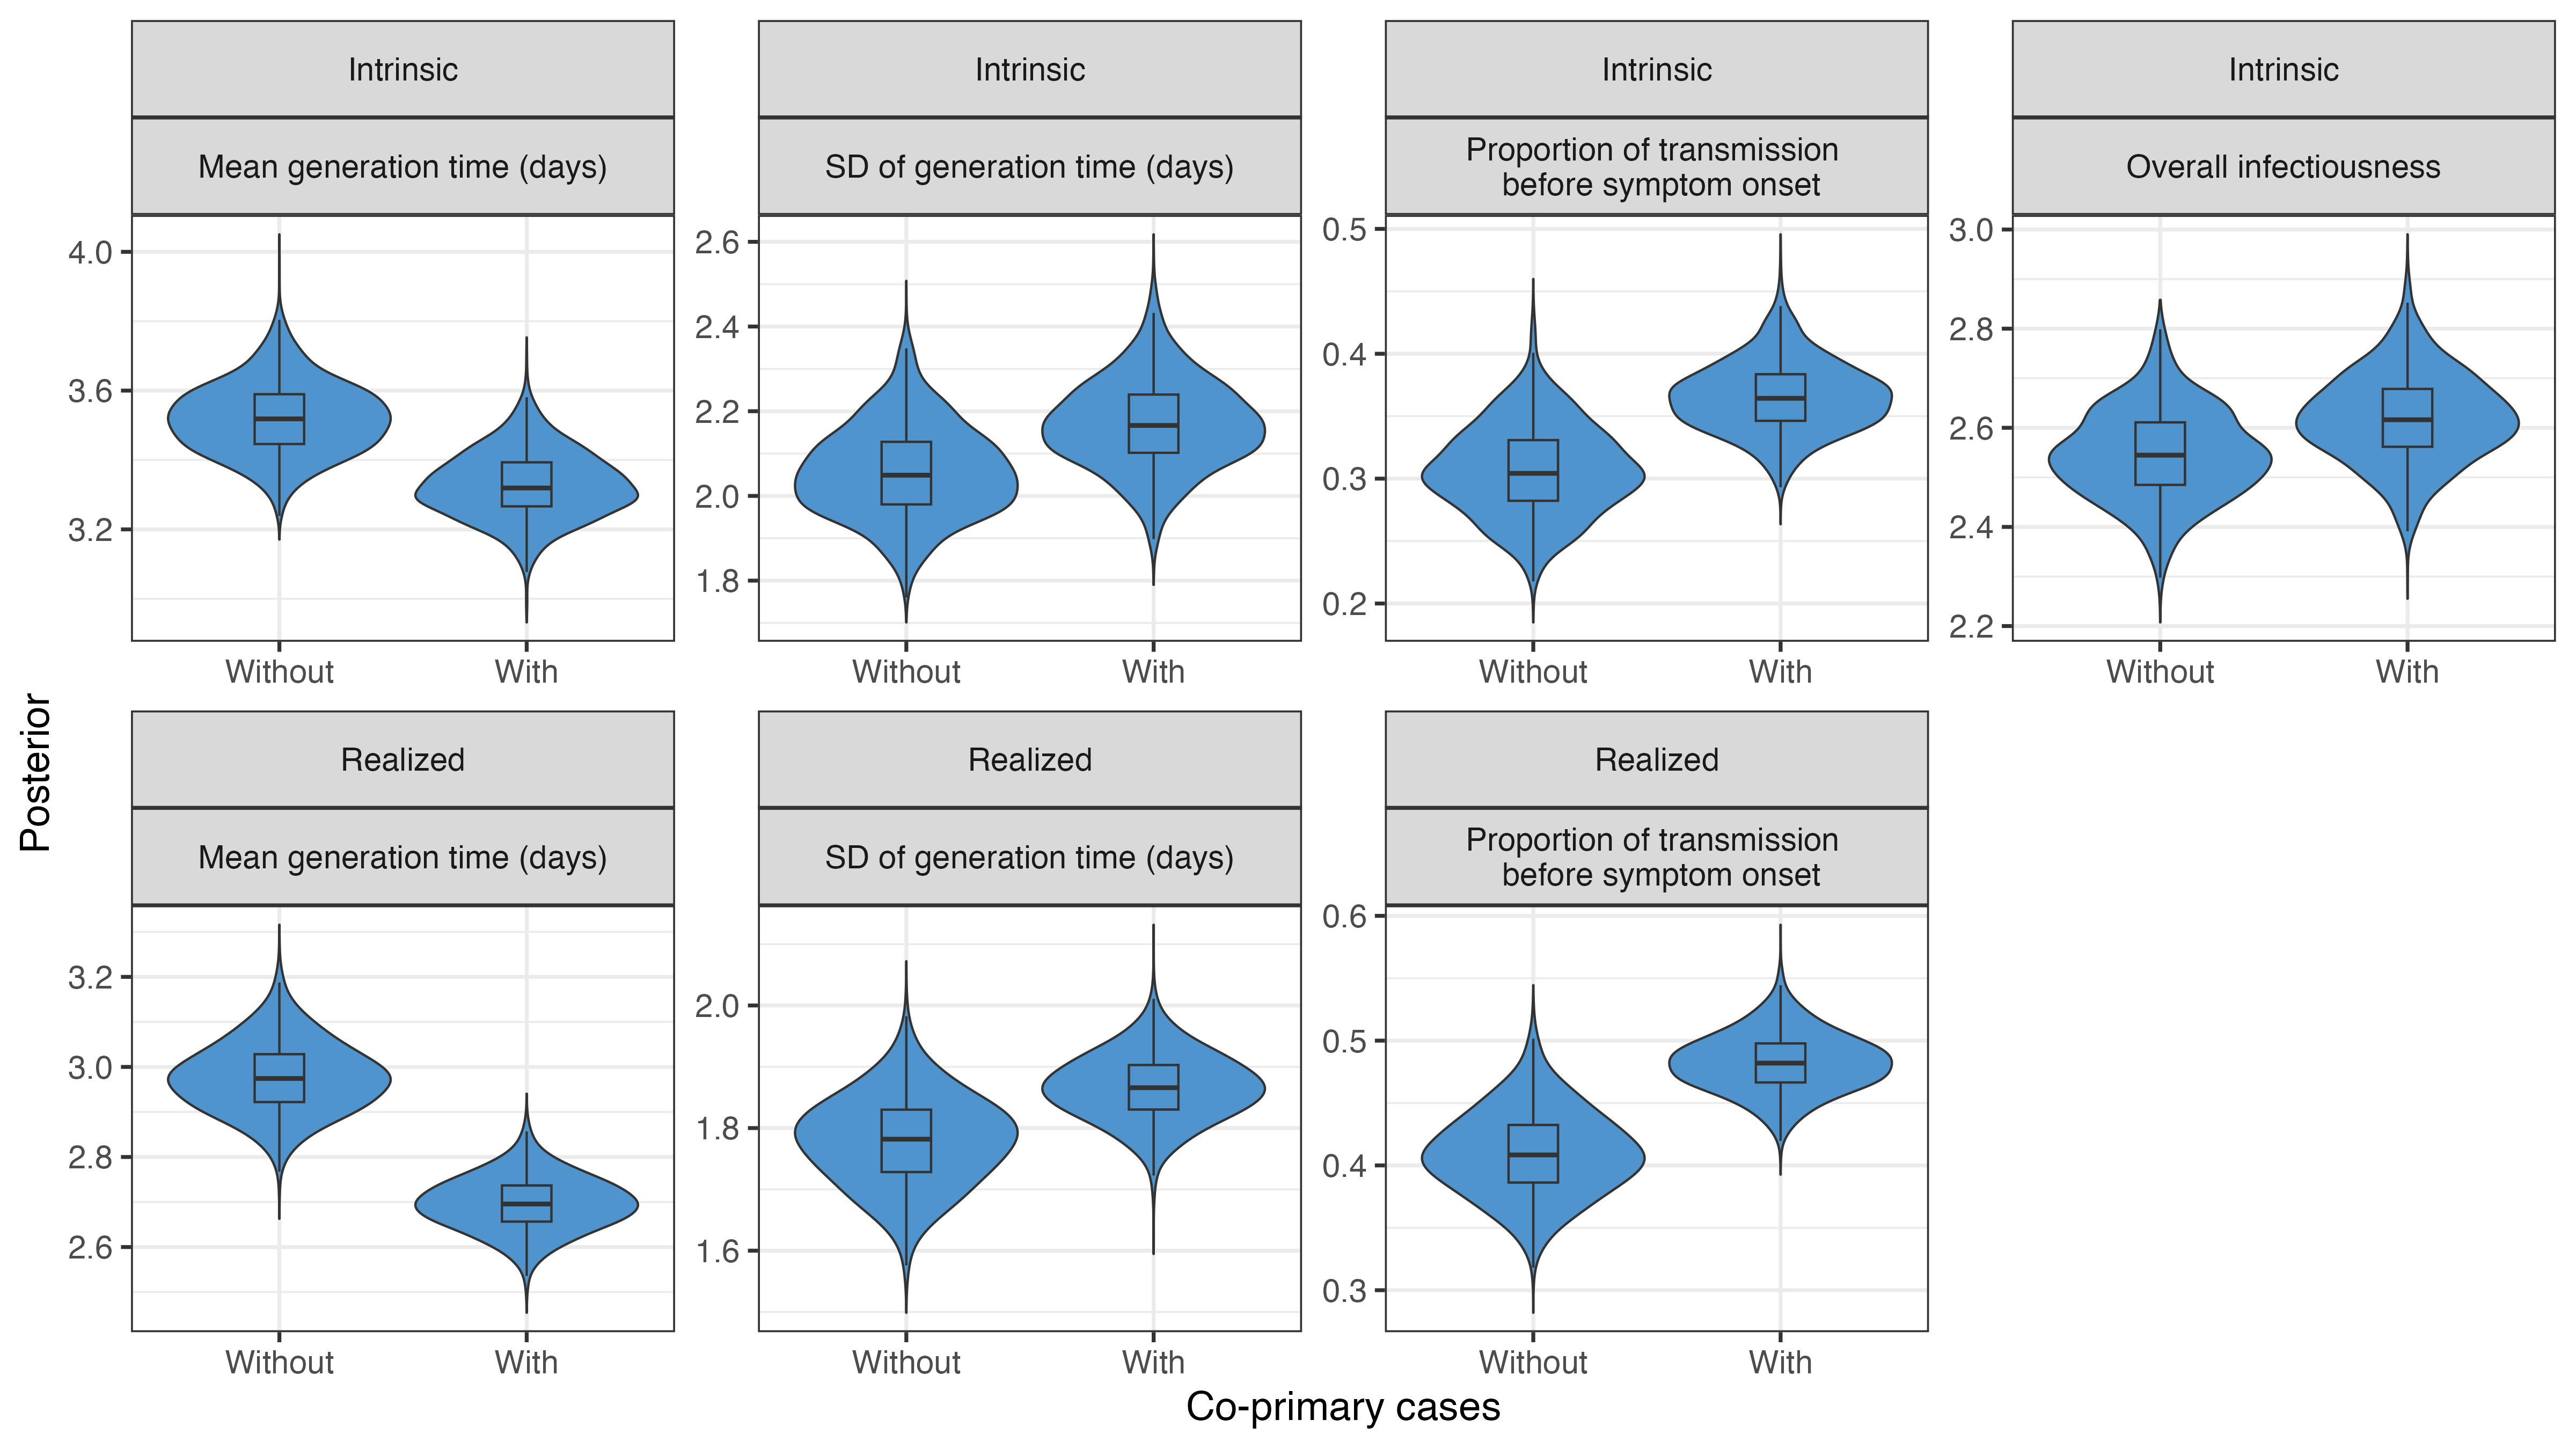 Intrinsic
Intrinsic
Intrinsic
Intrinsic
Mean generation time (days)
SD of generation time (days)
Proportion of transmission
before symptom onset
Overall infectiousness
4.0
3.6
3.2
2.6
2.4
2.2
2.0
1.8
0.5
0.4
0.3
0.2
3.0
2.8
2.6
2.4
2.2
Without
With
Without
With
Without
With
Without
With
Posterior
Realized
Realized
Realized
Mean generation time (days)
SD of generation time (days)
Proportion of transmission
before symptom onset
3.2
3.0
2.8
2.6
2.0
1.8
1.6
0.6
0.5
0.4
0.3
Without
With
Without
With
Without
With
Co-primary cases